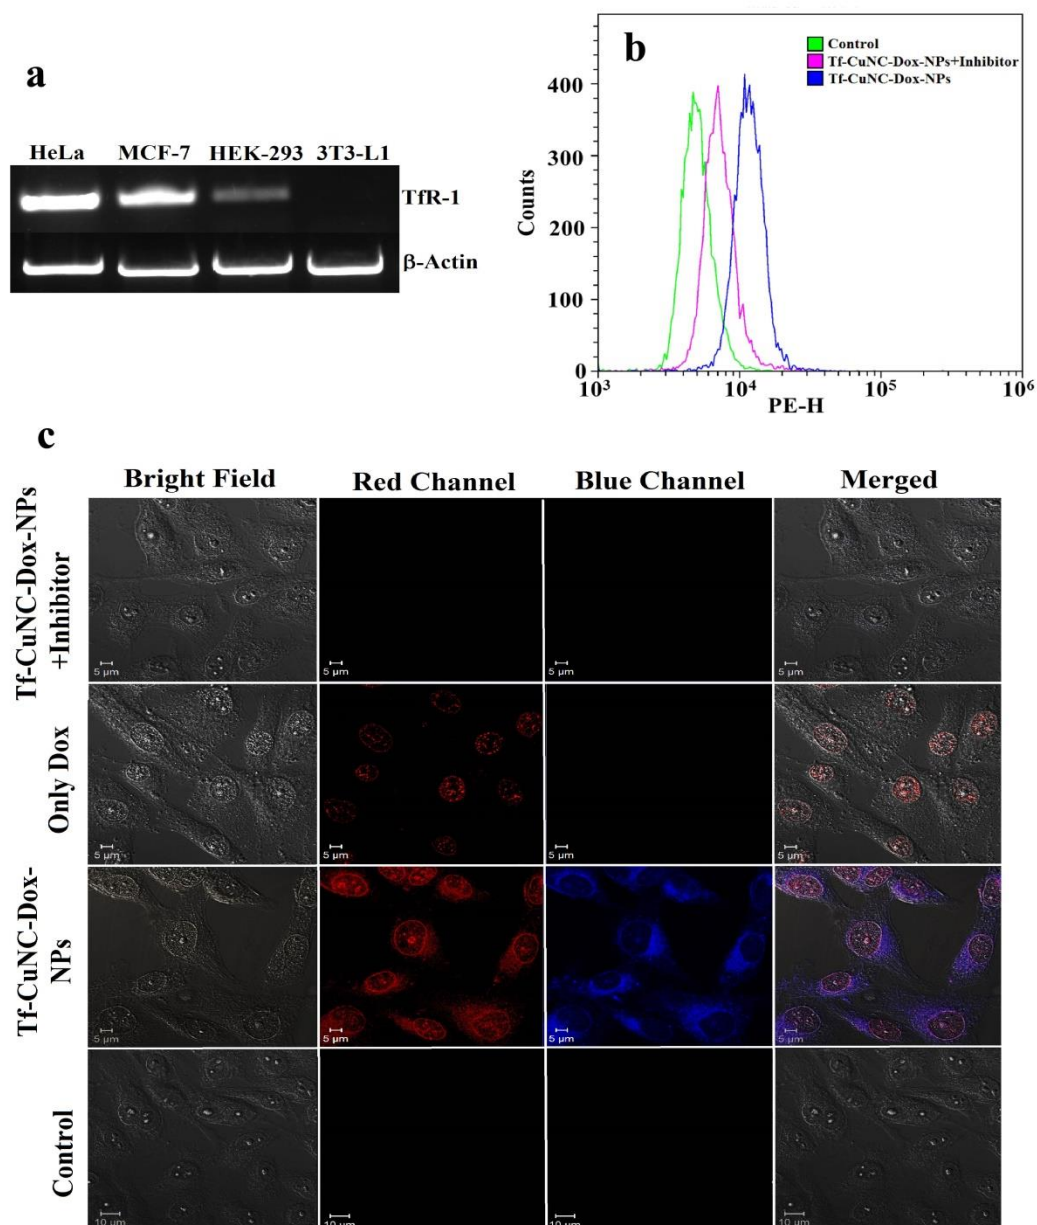 a
HeLa MCF-7 HEK-293 3T3-L1
TfR-1
β-Actin
b
Control
Tf-CuNC-Dox-NPs+Inhibitor
Tf-CuNC-Dox-NPs
Counts
400
300
200
100
0
10³ 10⁴ 10⁵ 10⁶
PE-H
c
Bright Field Red Channel Blue Channel Merged
Tf-CuNC-Dox-NPs
+Inhibitor
5 µm 5 µm 5 µm 5 µm
Only Dox
5 µm 5 µm 5 µm 5 µm
Tf-CuNC-Dox-
NPs
5 µm 5 µm 5 µm 5 µm
Control
10 µm 10 µm 10 µm 10 µm